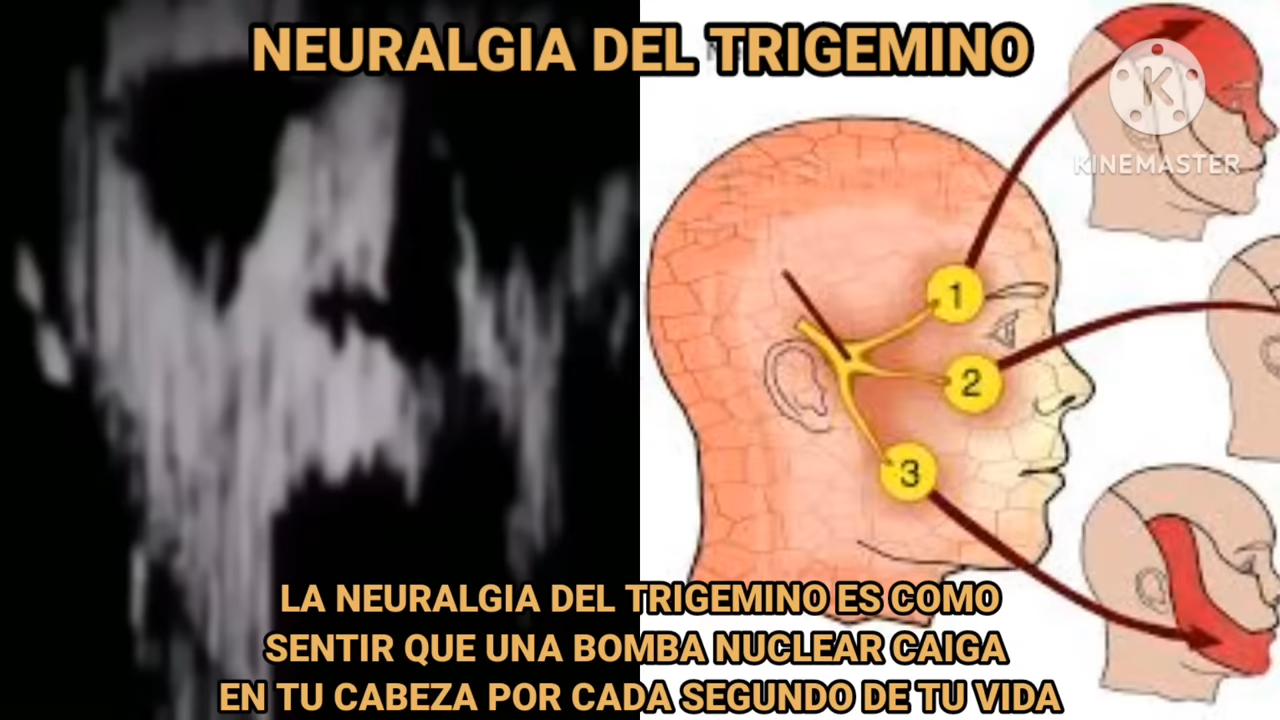 NEURALGIA DEL TRIGEMINO
K
KINEMASTER
1
2
3
LA NEURALGIA DEL TRIGEMINO ES COMO
SENTIR QUE UNA BOMBA NUCLEAR CAIGA
EN TU CABEZA POR CADA SEGUNDO DE TU VIDA